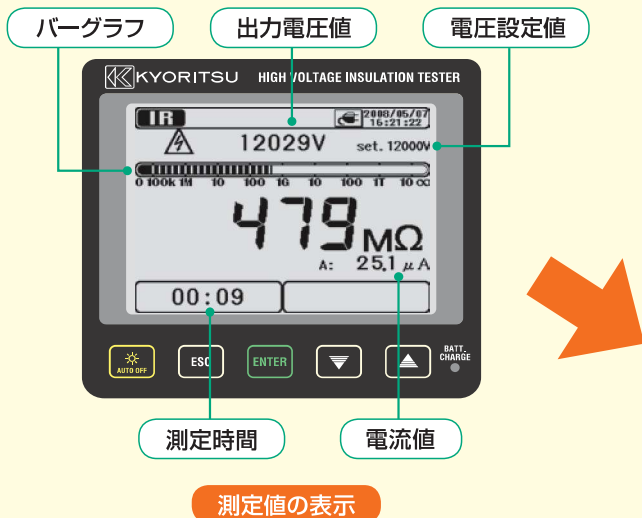 バーグラフ
出力電圧値
電圧設定値
KYORITSU HIGH VOLTAGE INSULATION TESTER
IR
2008/05/07
16:21:22
12029V
set. 12000V
0 100k 1M 10 100 1G 10 100 1T 10 ∞
479MΩ
A: 25.1 μA
00:09
AUTO OFF
ESC
ENTER
BATT.
CHARGE
測定時間
電流値
測定値の表示